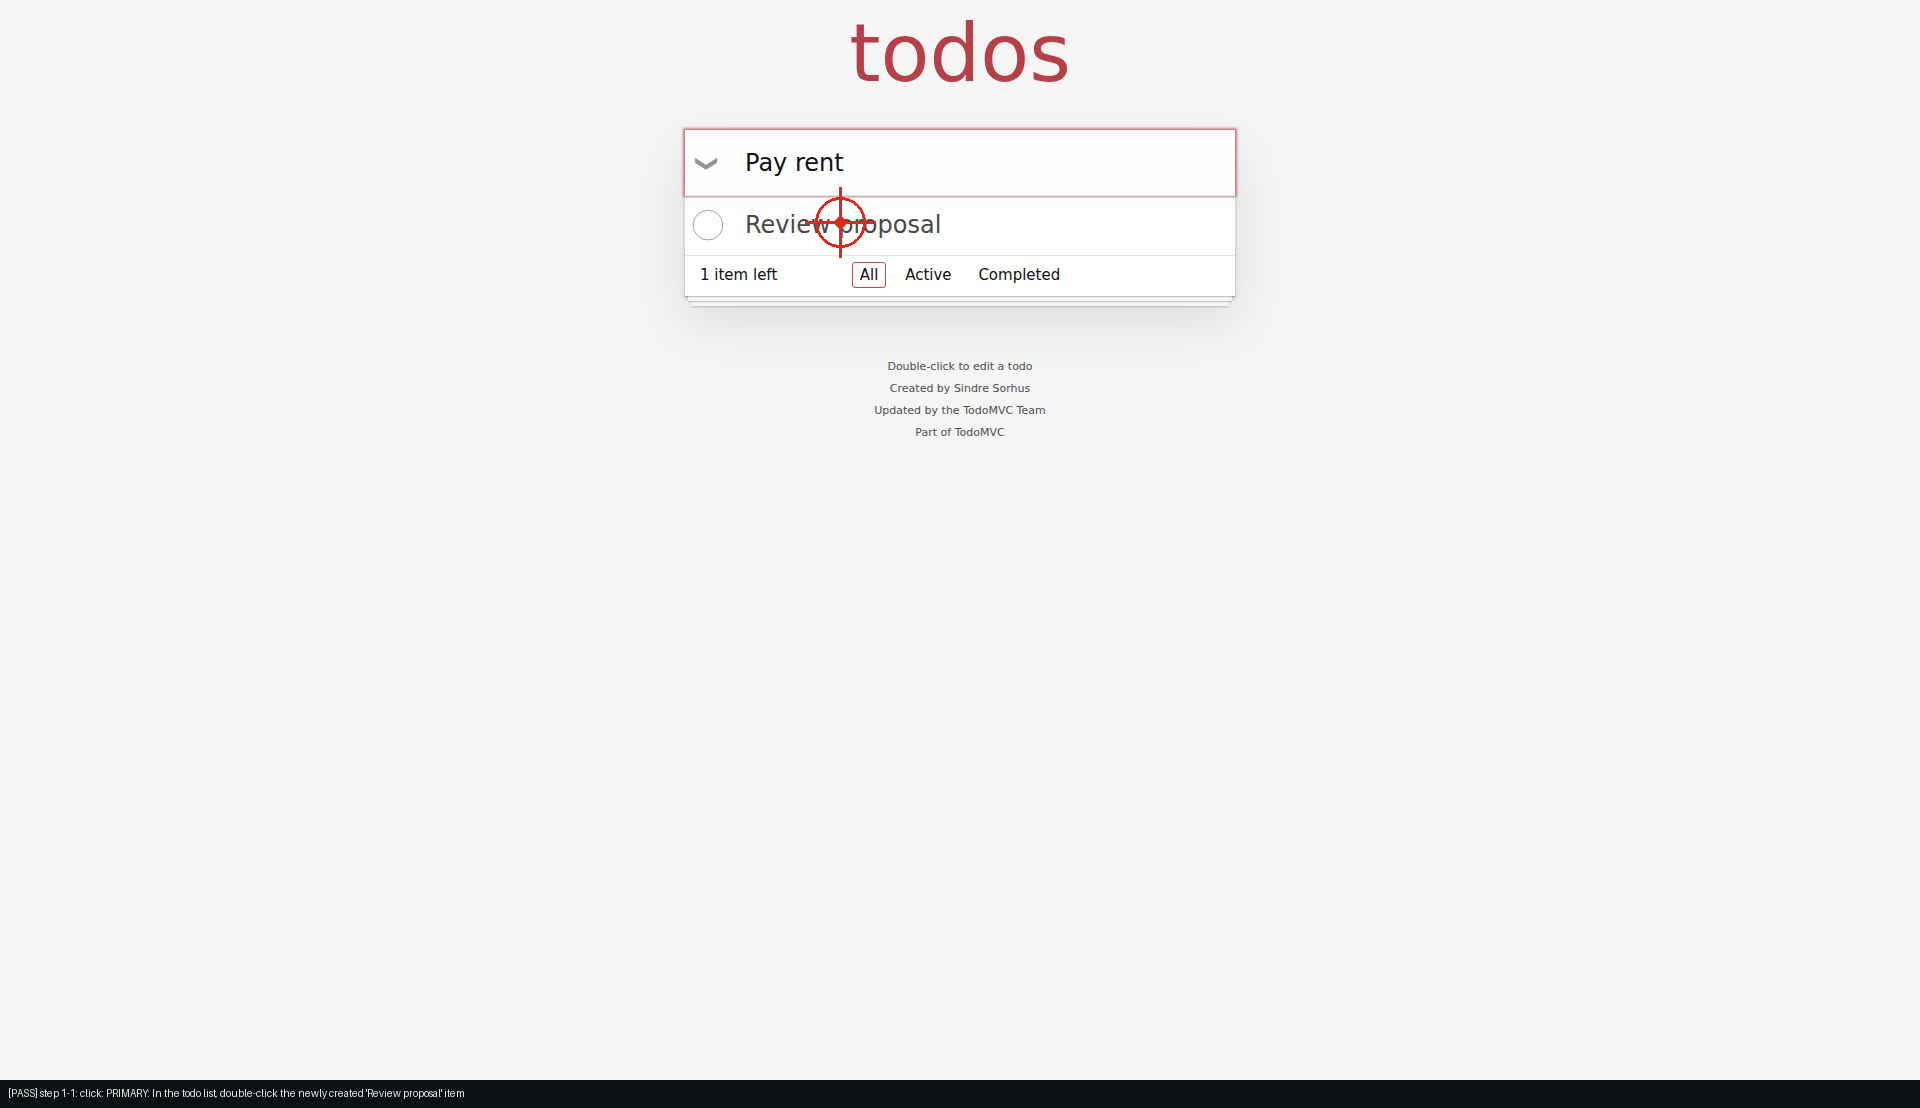 todos
Pay rent
Review proposal
1 item left
All
Active
Completed
Double-click to edit a todo
Created by Sindre Sorhus
Updated by the TodoMVC Team
Part of TodoMVC
[PASS] step 1-1: click: PRIMARY: In the todo list, double-click the newly created 'Review proposal' item